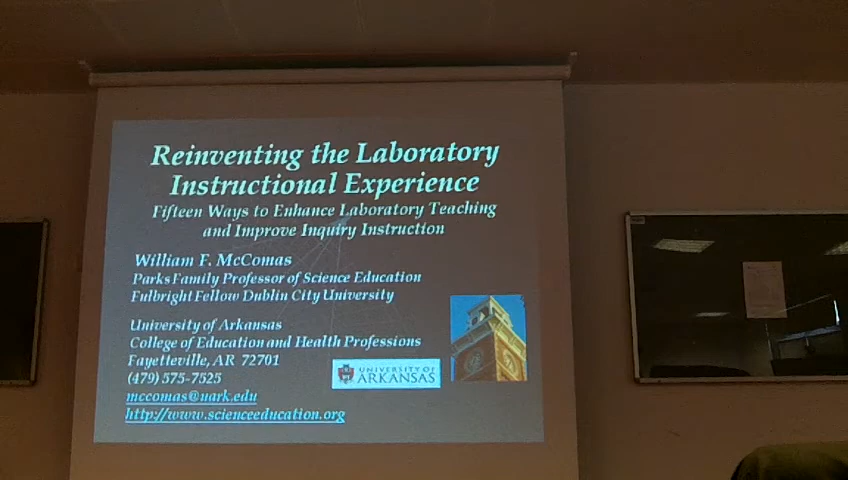 Reinventing the Laboratory
Instructional Experience
Fifteen Ways to Enhance Laboratory Teaching
and Improve Inquiry Instruction
William F. McComas
Parks Family Professor of Science Education
Fulbright Fellow Dublin City University
University of Arkansas
College of Education and Health Professions
Fayetteville, AR 72701
(479) 575-7525
mccomas@uark.edu
http://www.scienceeducation.org
UNIVERSITY OF
ARKANSAS